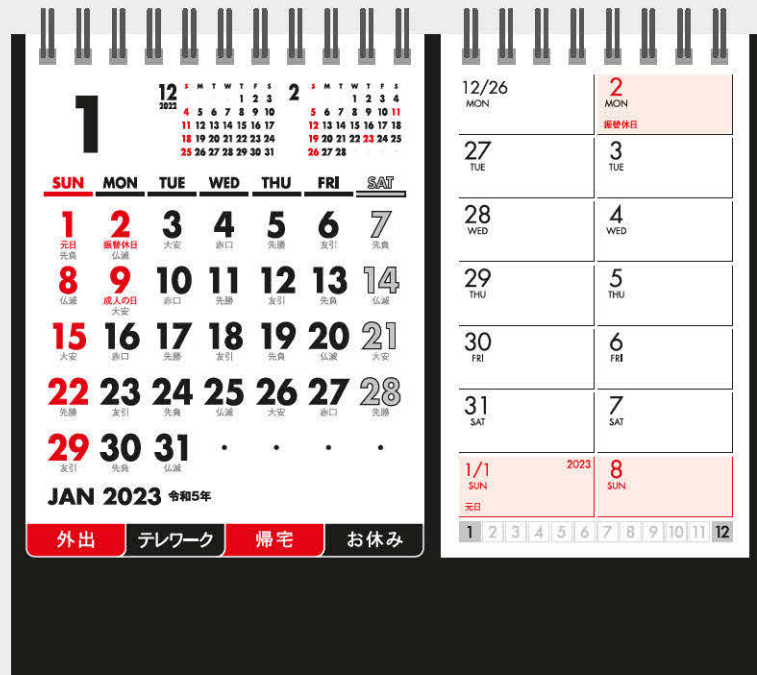 1
12 2022
S M T W T F S
1 2 3
4 5 6 7 8 9 10
11 12 13 14 15 16 17
18 19 20 21 22 23 24
25 26 27 28 29 30 31
2
S M T W T F S
1 2 3 4
5 6 7 8 9 10 11
12 13 14 15 16 17 18
19 20 21 22 23 24 25
26 27 28
SUN MON TUE WED THU FRI SAT
1 2 3 4 5 6 7
元日 振替休日 大安 赤口 先勝 友引 先負
先負 仏滅
8 9 10 11 12 13 14
仏滅 成人の日 赤口 先勝 友引 先負 仏滅
大安
15 16 17 18 19 20 21
大安 赤口 先勝 友引 先負 仏滅 大安
22 23 24 25 26 27 28
先勝 友引 先負 仏滅 大安 赤口 先勝
29 30 31
友引 先負 仏滅
JAN 2023 令和5年
外出 テレワーク 帰宅 お休み
12/26
MON
27
TUE
28
WED
29
THU
30
FRI
31
SAT
1/1 2023
SUN
元日
2
MON
振替休日
3
TUE
4
WED
5
THU
6
FRI
7
SAT
8
SUN
1 2 3 4 5 6 7 8 9 10 11 12